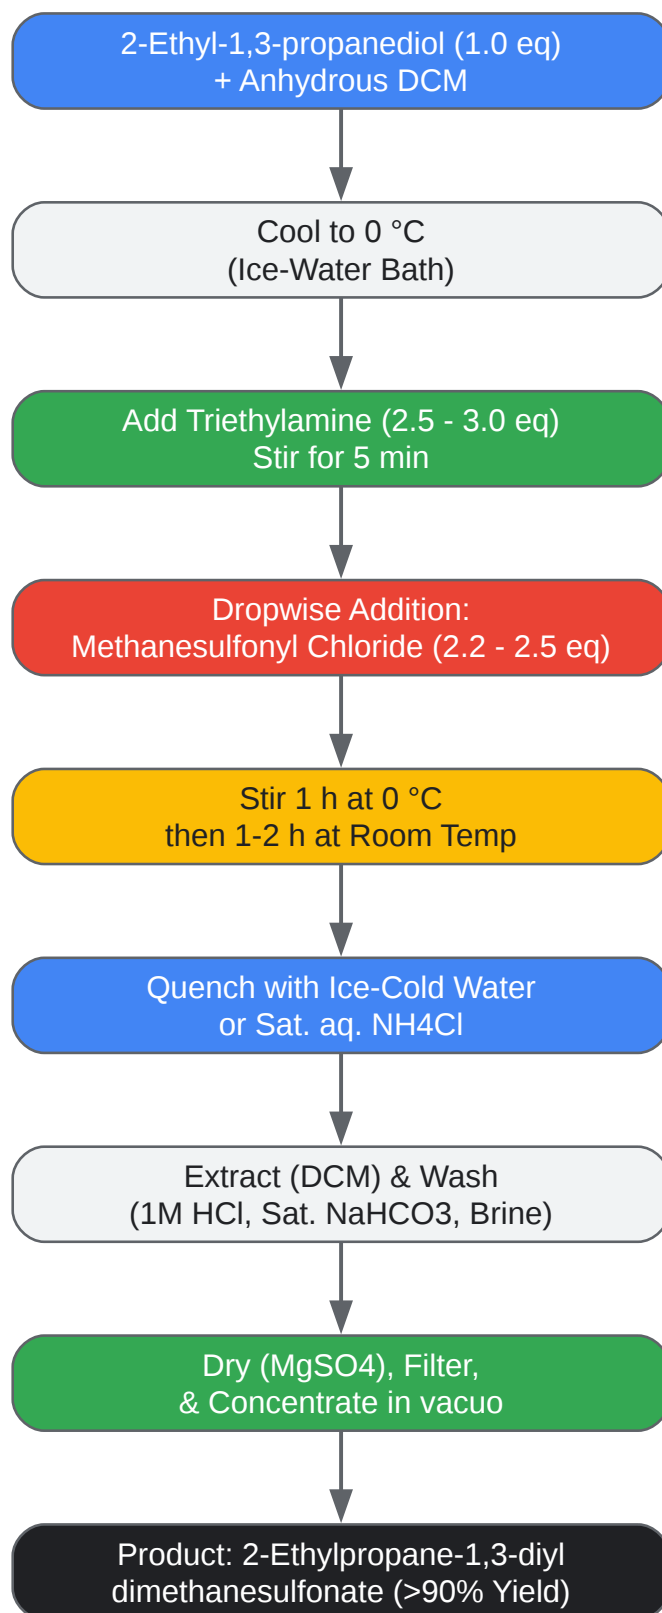 2-Ethyl-1,3-propanediol (1.0 eq)
+ Anhydrous DCM
Cool to 0 °C
(Ice-Water Bath)
Add Triethylamine (2.5 - 3.0 eq)
Stir for 5 min
Dropwise Addition:
Methanesulfonyl Chloride (2.2 - 2.5 eq)
Stir 1 h at 0 °C
then 1-2 h at Room Temp
Quench with Ice-Cold Water
or Sat. aq. NH4Cl
Extract (DCM) & Wash
(1M HCl, Sat. NaHCO3, Brine)
Dry (MgSO4), Filter,
& Concentrate in vacuo
Product: 2-Ethylpropane-1,3-diyl
dimethanesulfonate (>90% Yield)